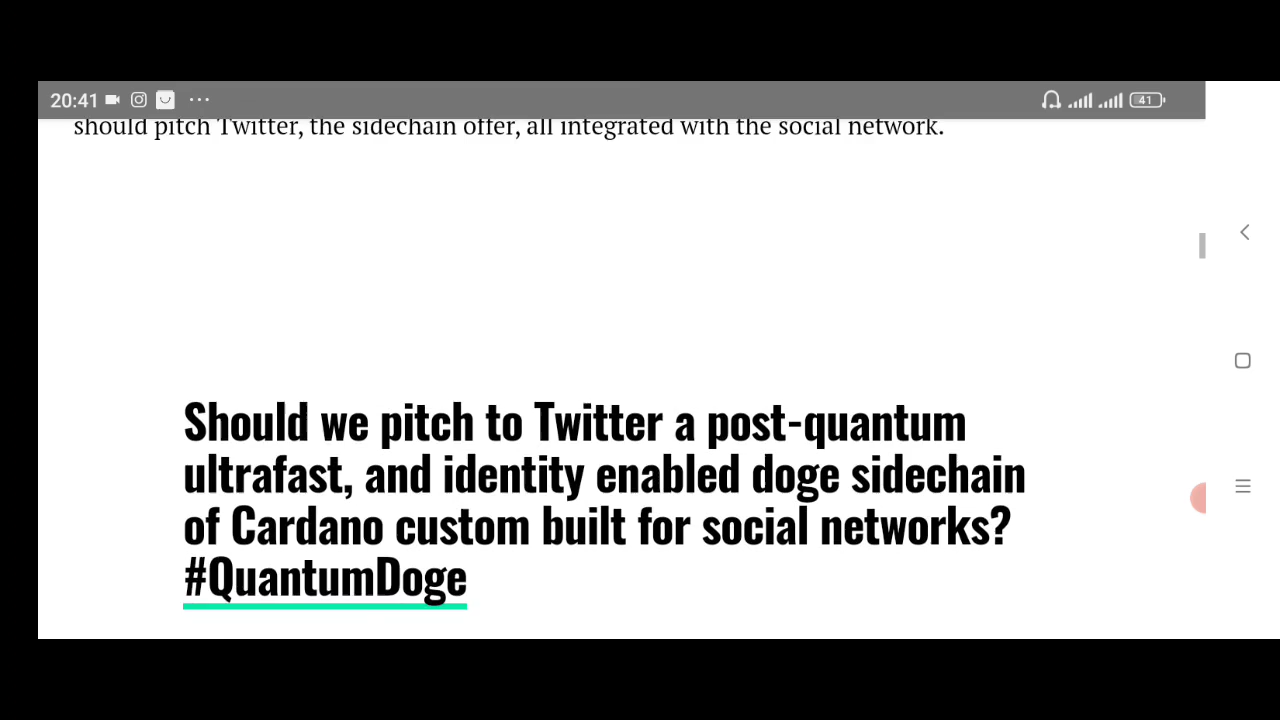 20:41
41
should pitch Twitter, the sidechain offer, all integrated with the social network.
Should we pitch to Twitter a post-quantum
ultrafast, and identity enabled doge sidechain
of Cardano custom built for social networks?
#QuantumDoge